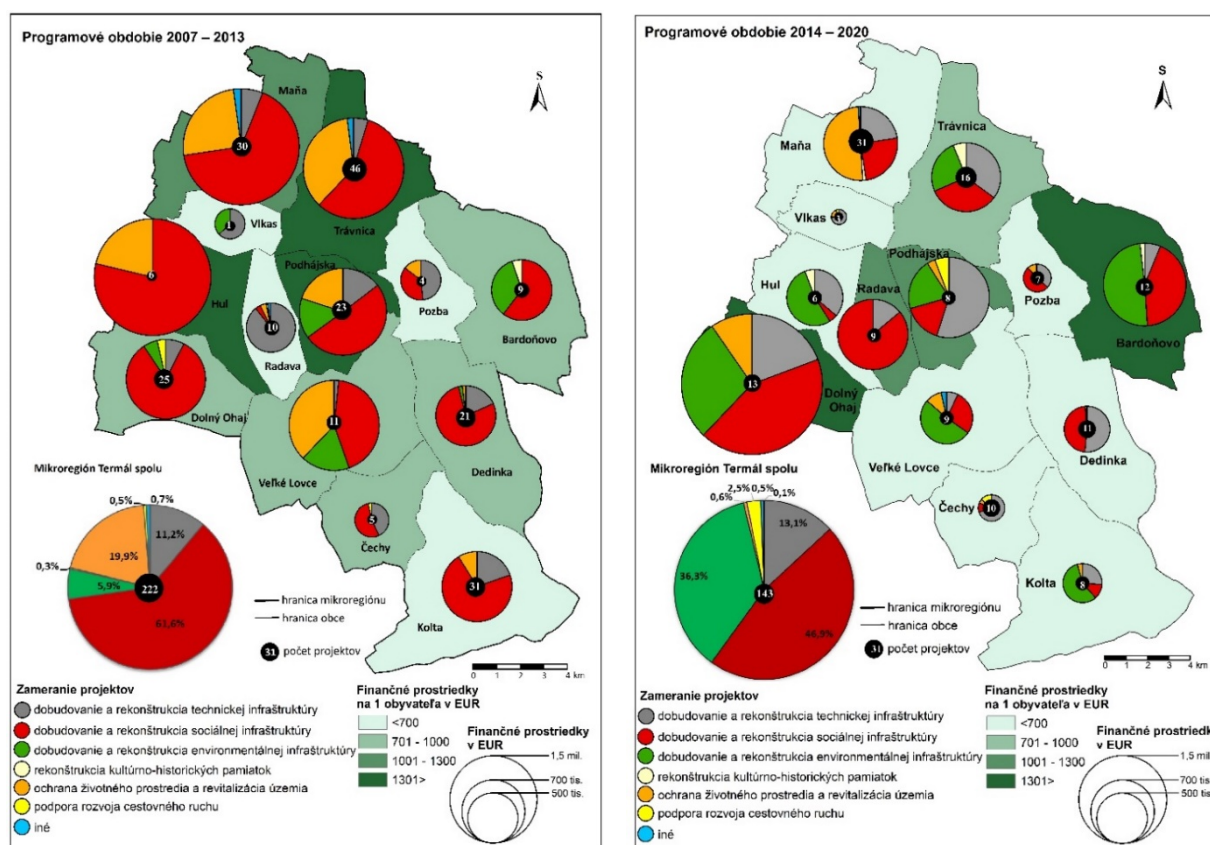 Programové obdobie 2007 – 2013
S
Maňa
30
46
1
Vlkas
Trávnica
6
Podhájska
4
9
Hul
23
Pozba
10
Bardoňovo
Radava
25
Dolný Ohaj
11
21
Veľké Lovce
Dedinka
Mikroregión Termál spolu
0,5%
0,7%
11,2%
19,9%
0,3%
5,9%
222
61,6%
5
Čechy
31
Kolta
hranica mikroregiónu
hranica obce
31 počet projektov
0 1 2 3 4 km
Zameranie projektov
dobudovanie a rekonštrukcia technickej infraštruktúry
dobudovanie a rekonštrukcia sociálnej infraštruktúry
dobudovanie a rekonštrukcia environmentálnej infraštruktúry
rekonštrukcia kultúrno-historických pamiatok
ochrana životného prostredia a revitalizácia územia
podpora rozvoja cestovného ruchu
iné
Finančné prostriedky
na 1 obyvateľa v EUR
<700
701 - 1000
1001 - 1300
1301>
Finančné prostriedky
v EUR
1,5 mil.
700 tis.
500 tis.
Programové obdobie 2014 – 2020
S
Trávnica
Maňa
31
16
Vlkas
Podhájska
Hul
Radava
6
8
7
12
Pozba
9
Bardoňovo
13
Dolný
Ohaj
9
11
Veľké Lovce
Dedinka
Mikroregión Termál spolu
2,5%
0,5%
0,6%
0,1%
13,1%
36,3%
143
46,9%
Čechy
10
Kolta
8
hranica mikroregiónu
hranica obce
31 počet projektov
0 1 2 3 4 km
Zameranie projektov
dobudovanie a rekonštrukcia technickej infraštruktúry
dobudovanie a rekonštrukcia sociálnej infraštruktúry
dobudovanie a rekonštrukcia environmentálnej infraštruktúry
rekonštrukcia kultúrno-historických pamiatok
ochrana životného prostredia a revitalizácia územia
podpora rozvoja cestovného ruchu
iné
Finančné prostriedky
na 1 obyvateľa v EUR
<700
701 - 1000
1001 - 1300
1301>
Finančné prostriedky
v EUR
1,5 mil.
700 tis.
500 tis.